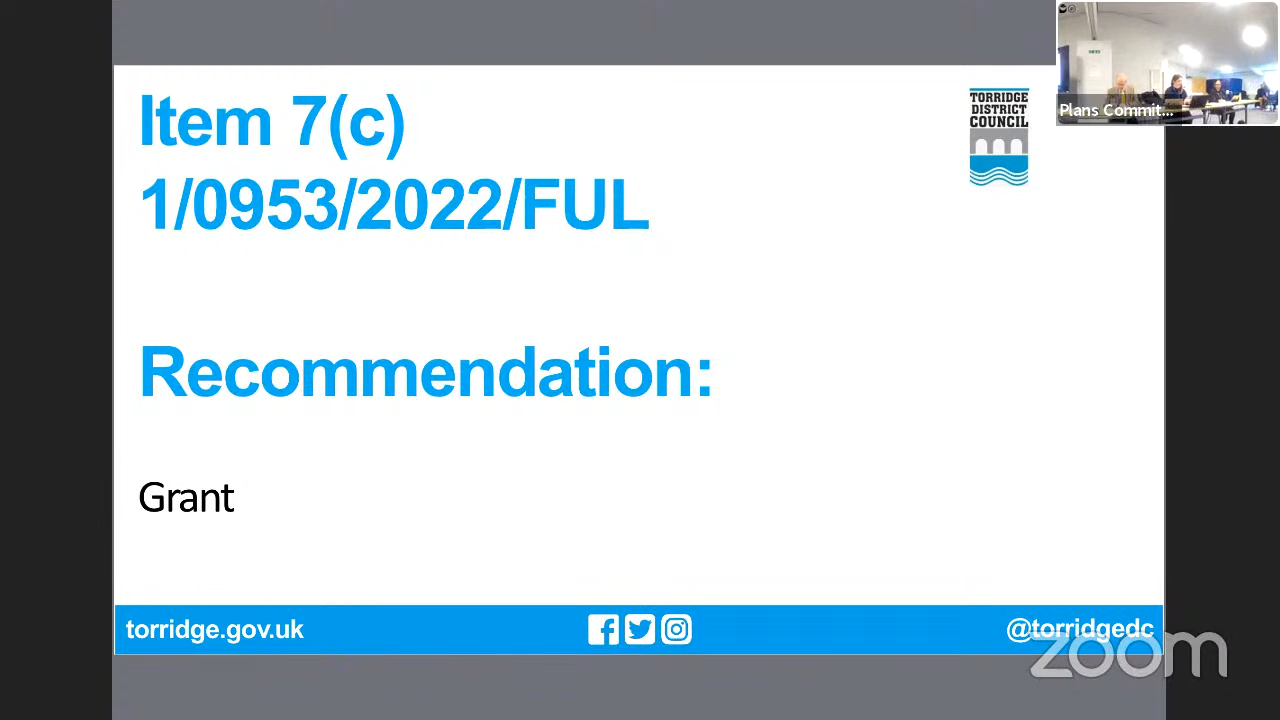 Item 7(c)
1/0953/2022/FUL
Recommendation:
Grant
TORRIDGE
DISTRICT
COUNCIL
Plans Commit...
torridge.gov.uk
@torridgedc
zoom